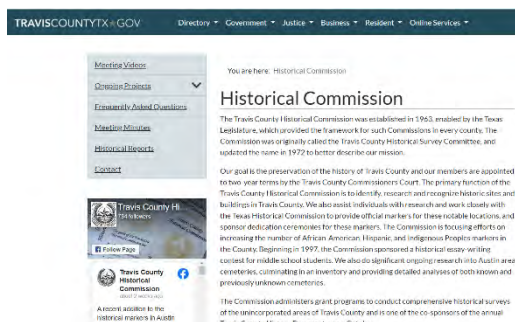 TRAVISCOUNTYTX★GOV
Directory Government Justice Business Resident Online Services
Meeting Videos
Ongoing Projects
Frequently Asked Questions
Meeting Minutes
Historical Reports
Contact
Travis County Hi...
followers
Follow Page
Travis County
Historical
Commission
about 2 weeks ago
A recent addition to the
historical markers in Austin
You are here: Historical Commission
Historical Commission
The Travis County Historical Commission was established in 1963, enabled by the Texas
Legislature, which provided the framework for such Commissions in every county. The
Commission was originally called the Travis County Historical Survey Committee, and
updated the name in 1972 to better describe our mission.
Our goal is the preservation of the history of Travis County and our members are appointed
to two year terms by the Travis County Commissioners Court. The primary function of the
Travis County Historical Commission is to identify, research and recognize historic sites and
buildings in Travis County. We also assist individuals with research and work closely with
the Texas Historical Commission to provide official markers for these notable locations, and
sponsor dedication ceremonies for these markers. The Commission is focusing efforts on
increasing the number of African American, Hispanic, and Indigenous Peoples markers in
the County. Beginning in 1997, the Commission sponsored a historical essay-writing
contest for middle school students. We also do significant ongoing research into Austin area
cemeteries, culminating in an inventory and providing detailed analyses of both known and
previously unknown cemeteries.
The Commission administers grant programs to conduct comprehensive historical surveys
of the unincorporated areas of Travis County and is one of the co-sponsors of the annual